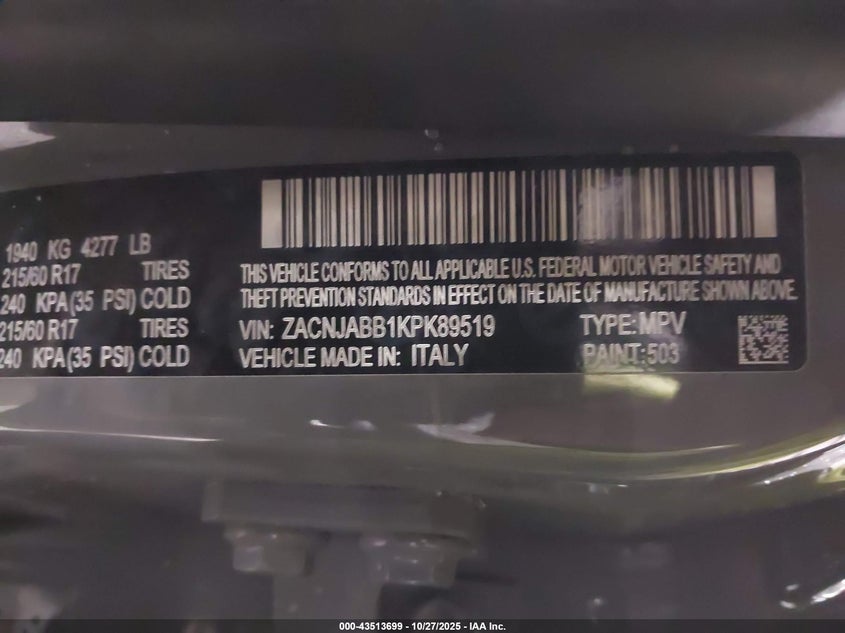 1940 KG 4277 LB
215/60 R17 TIRES
240 KPA(35 PSI) COLD
215/60 R17 TIRES
240 KPA(35 PSI) COLD
THIS VEHICLE CONFORMS TO ALL APPLICABLE U.S. FEDERAL MOTOR VEHICLE SAFETY AND
THEFT PREVENTION STANDARDS IN EFFECT ON THE DATE OF MANUFACTURE SHOWN ABOVE.
VIN: ZACNJABB1KPK89519 TYPE: MPV
VEHICLE MADE IN: ITALY PAINT:503
000-43513699 - 10/27/2025 - IAA Inc.